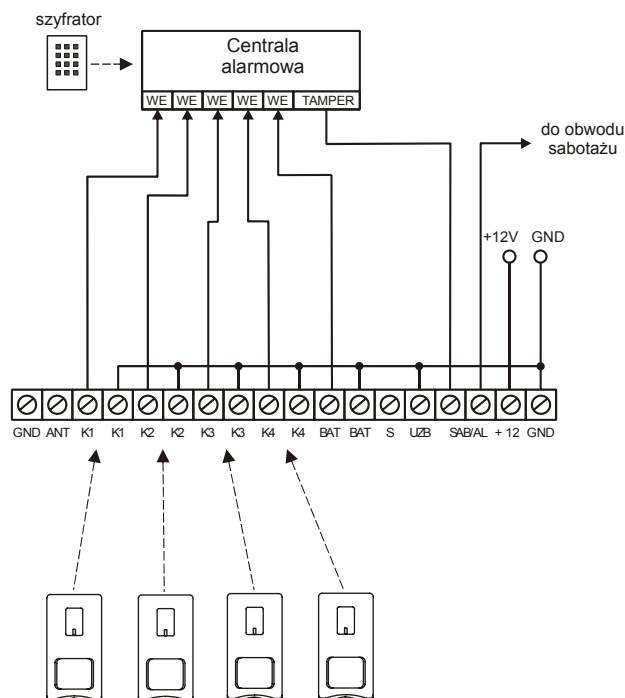 szyfrator
Centrala
alarmowa
WE WE WE WE WE TAMPER
do obwodu
sabotażu
+12V GND
GND ANT K1 K1 K2 K2 K3 K3 K4 K4 BAT BAT S UZB SAB/AL + 12 GND